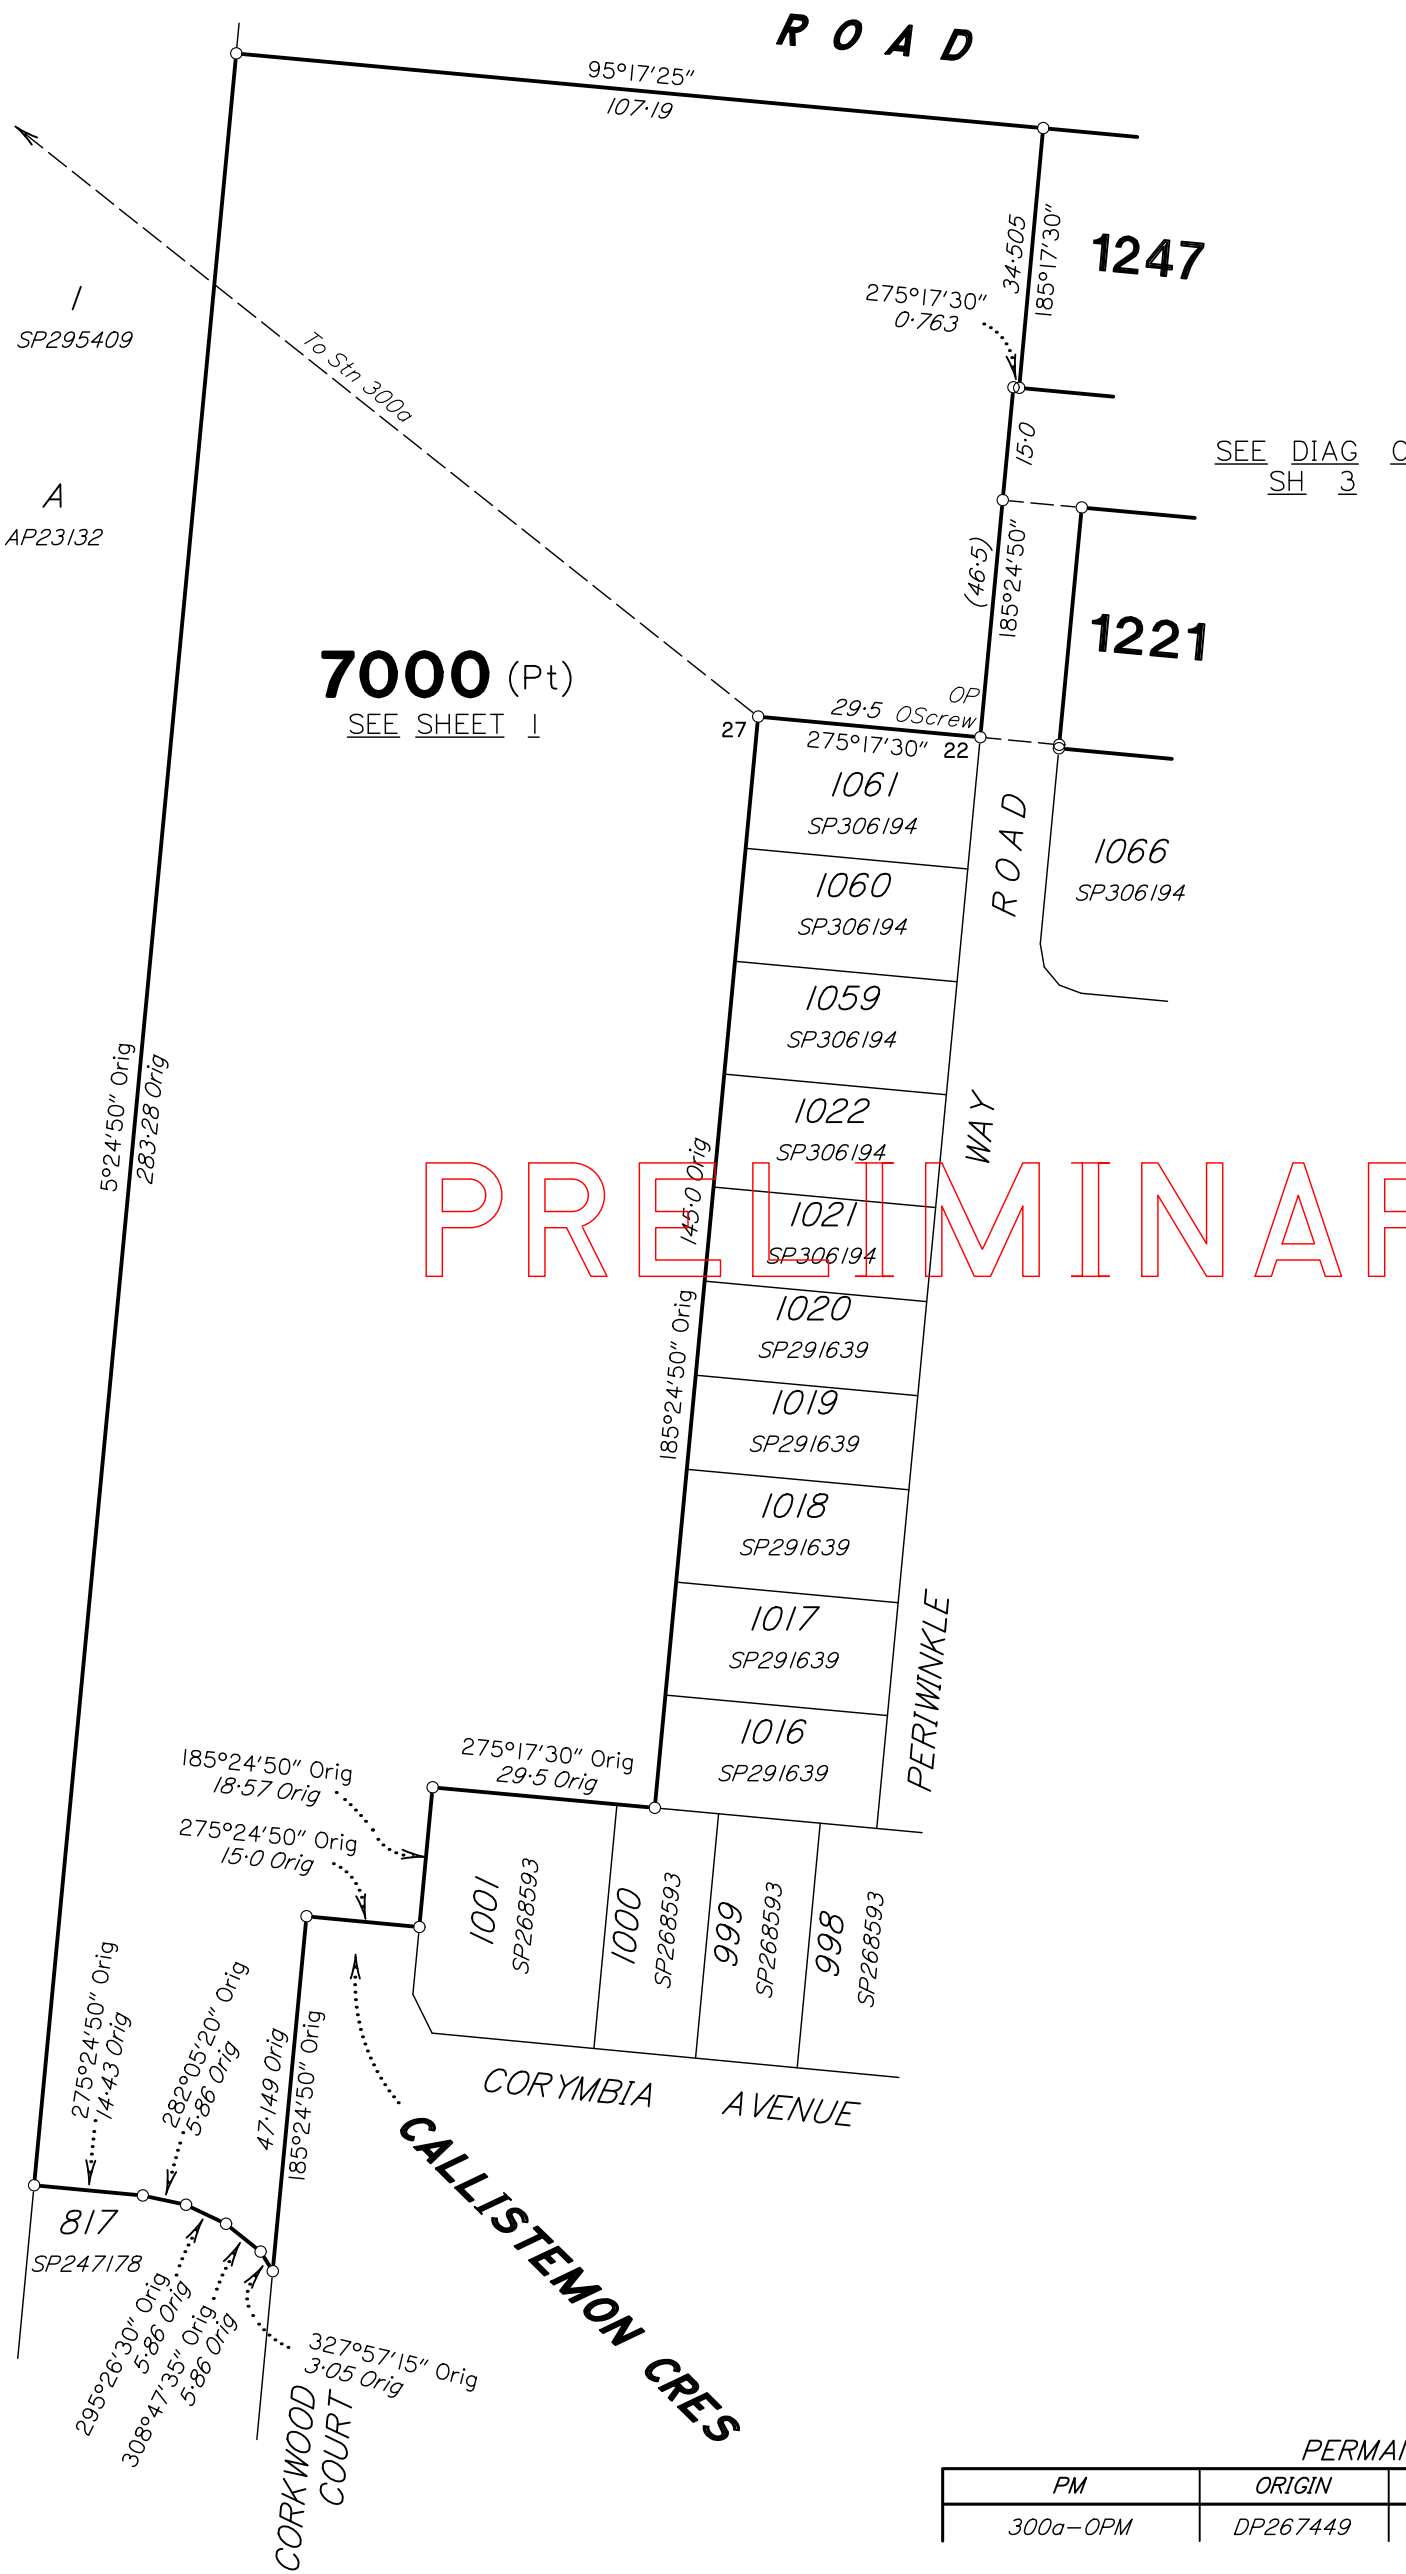 ROAD
95°17'25"
107·19
34·505
185°17'30"
1247
275°17'30"
0·763
1
SP295409
To Stn 300a
15·0
SEE DIAG
SH 3
A
AP23132
(46·5)
185°24'50"
1221
7000 (Pt)
SEE SHEET 1
OP
29·5 OScrew
27
275°17'30" 22
1061
SP306194
ROAD
1066
SP306194
1060
SP306194
1059
SP306194
5°24'50" Orig
283·28 Orig
1022
SP306194
WAY
145·0 Orig
PRELIMINAR
1021
SP306194
185°24'50" Orig
1020
SP291639
1019
SP291639
1018
SP291639
1017
SP291639
PERIWINKLE
1016
SP291639
275°17'30" Orig
29·5 Orig
185°24'50" Orig
18·57 Orig
275°24'50" Orig
15·0 Orig
1001
SP268593
1000
SP268593
999
SP268593
998
SP268593
275°24'50" Orig
14·43 Orig
282°05'20" Orig
5·86 Orig
47·149 Orig
185°24'50" Orig
CORYMBIA AVENUE
CALLISTEMON CRES
817
SP247178
295°26'30" Orig
5·86 Orig
308°47'35" Orig
5·86 Orig
327°57'15" Orig
3·05 Orig
CORKWOOD
COURT
PERMA
PM ORIGIN
300a-OPM DP267449